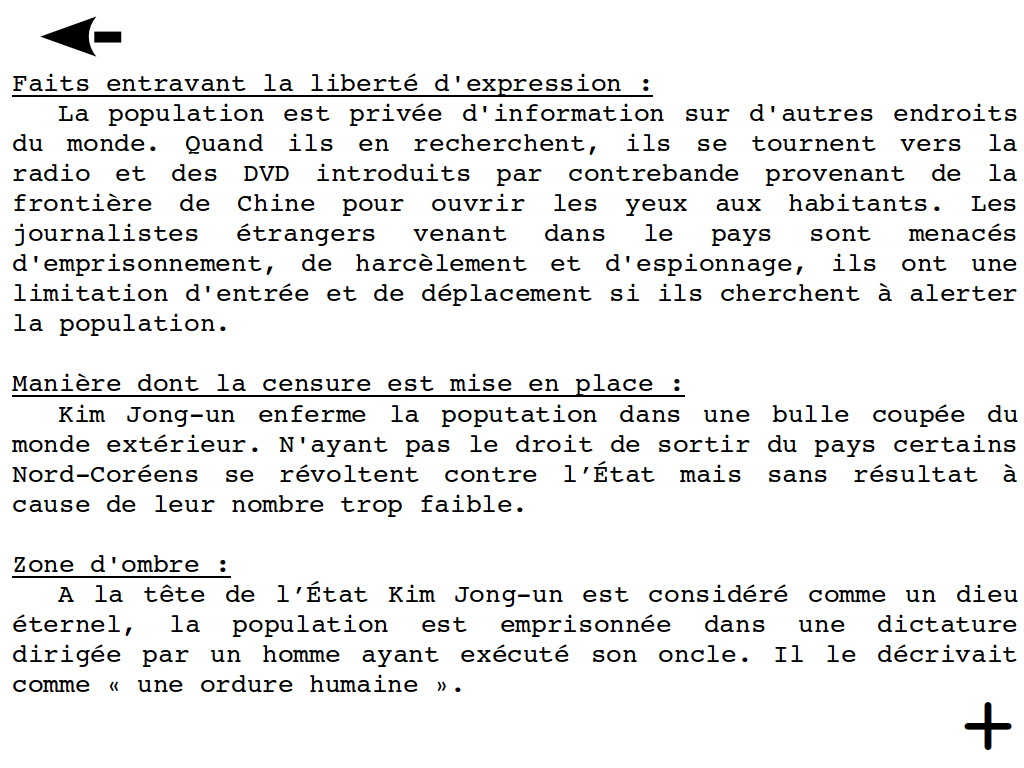 Faits entravant la liberté d'expression :
La population est privée d'information sur d'autres endroits
du monde. Quand ils en recherchent, ils se tournent vers la
radio et des DVD introduits par contrebande provenant de la
frontière de Chine pour ouvrir les yeux aux habitants. Les
journalistes étrangers venant dans le pays sont menacés
d'emprisonnement, de harcèlement et d'espionnage, ils ont une
limitation d'entrée et de déplacement si ils cherchent à alerter
la population.
Manière dont la censure est mise en place :
Kim Jong-un enferme la poputation dans une bulle coupée du
monde extérieur. N'ayant pas le droit de sortir du pays certains
Nord-Coréens se révoltent contre l’État mais sans résultat à
cause de leur nombre trop faible.
Zone d'ombre :
A la tête de l’État Kim Jong-un est considéré comme un dieu
éternel, la population est emprisonnée dans une dictature
dirigée par un homme ayant exécuté son oncle. Il le décrivait
comme « une ordure humaine ».